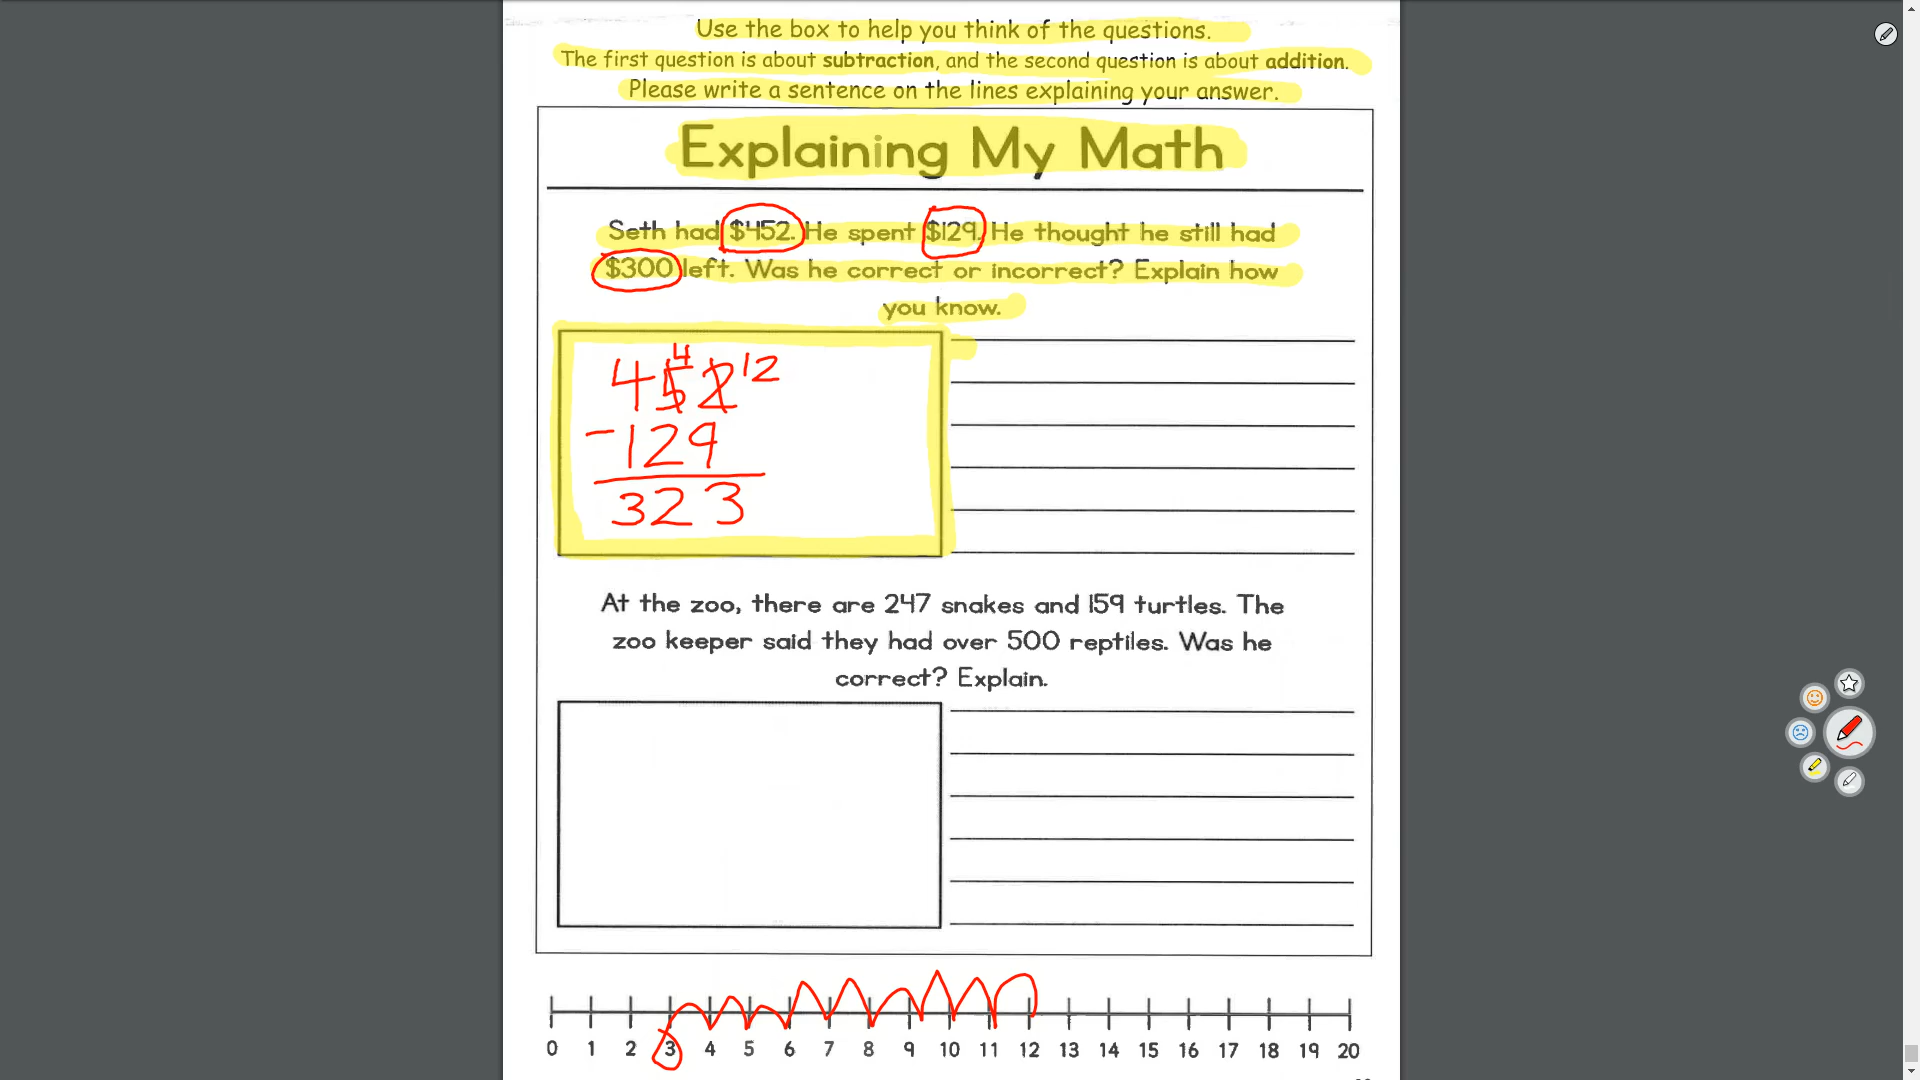 Use the box to help you think of the questions.
The first question is about subtraction, and the second question is about addition.
Please write a sentence on the lines explaining your answer.
Explaining My Math
Seth had $452. He spent $129. He thought he still had
$300 left. Was he correct or incorrect? Explain how
you know.
4 12
452
-129
323
At the zoo, there are 247 snakes and 159 turtles. The
zoo keeper said they had over 500 reptiles. Was he
correct? Explain.
0 1 2 3 4 5 6 7 8 9 10 11 12 13 14 15 16 17 18 19 20